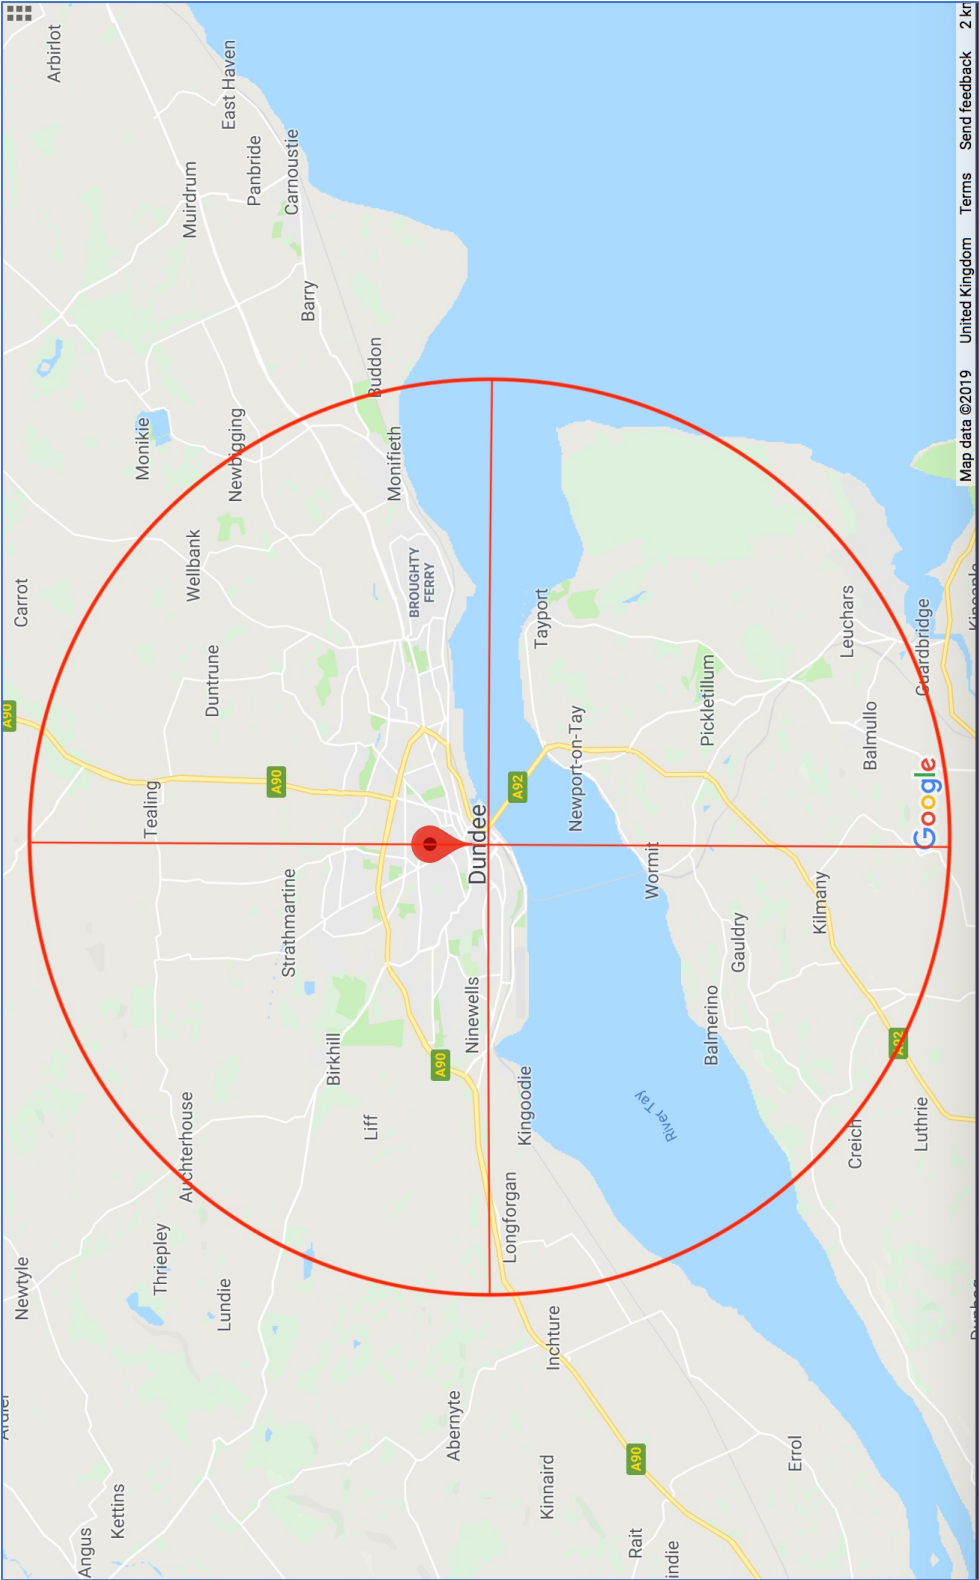 Newtyle
Carrot
Arbirlot
A90
Angus
Kettins
Thriepley
Auchterhouse
Tealing
Monikie
Muirdrum
East Haven
Lundie
Duntrune
Wellbank
Newbigging
Panbride
Carnoustie
Strathmartine
A90
Barry
Birkhill
Liff
Buddon
Monifieth
BROUGHTY
FERRY
Abernyte
A90
Ninewells
Dundee
Longforgan
Kingoodie
A92
Tayport
Kinnaird
Inchture
Newport-on-Tay
Rait
A90
River Tay
Wormit
Balmerino
Gauldry
Pickletillum
Errol
Kilmany
Leuchars
Creich
Balmullo
A92
Luthrie
Guardbridge
Google
Map data ©2019 United Kingdom Terms Send feedback 2 k